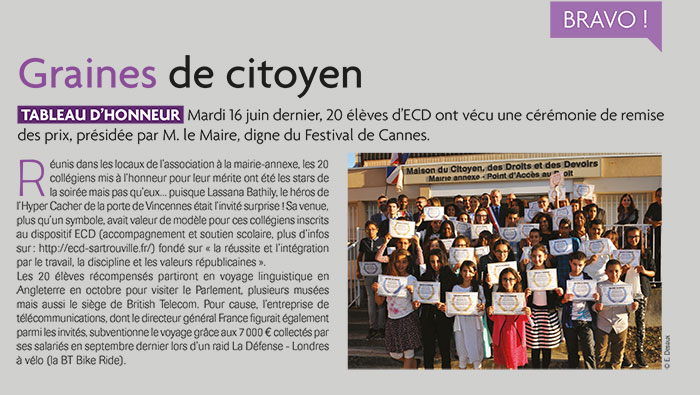 BRAVO !
Graines de citoyen
TABLEAU D'HONNEUR Mardi 16 juin dernier, 20 élèves d'ECD ont vécu une cérémonie de remise
des prix, présidée par M. le Maire, digne du Festival de Cannes.
Réunis dans les locaux de l'association à la mairie-annexe, les 20
collégiens mis à l'honneur pour leur mérite ont été les stars de
la soirée mais pas qu'eux... puisque Lassana Bathily, le héros de
l'Hyper Cacher de la porte de Vincennes était l'invité surprise ! Sa venue,
plus qu'un symbole, avait valeur de modèle pour ces collégiens inscrits
au dispositif ECD (accompagnement et soutien scolaire, plus d'infos
sur : http://ecd-sartrouville.fr/) fondé sur « la réussite et l'intégration
par le travail, la discipline et les valeurs républicaines ».
Les 20 élèves récompensés partiront en voyage linguistique en
Angleterre en octobre pour visiter le Parlement, plusieurs musées
mais aussi le siège de British Telecom. Pour cause, l'entreprise de
télécommunications, dont le directeur général France figurait également
parmi les invités, subventionne le voyage grâce aux 7 000 € collectés par
ses salariés en septembre dernier lors d'un raid La Défense - Londres
à vélo (la BT Bike Ride).
Maison du Citoyen, des Droits et des Devoirs
Mairie annexe - Point d'Accès au Droit